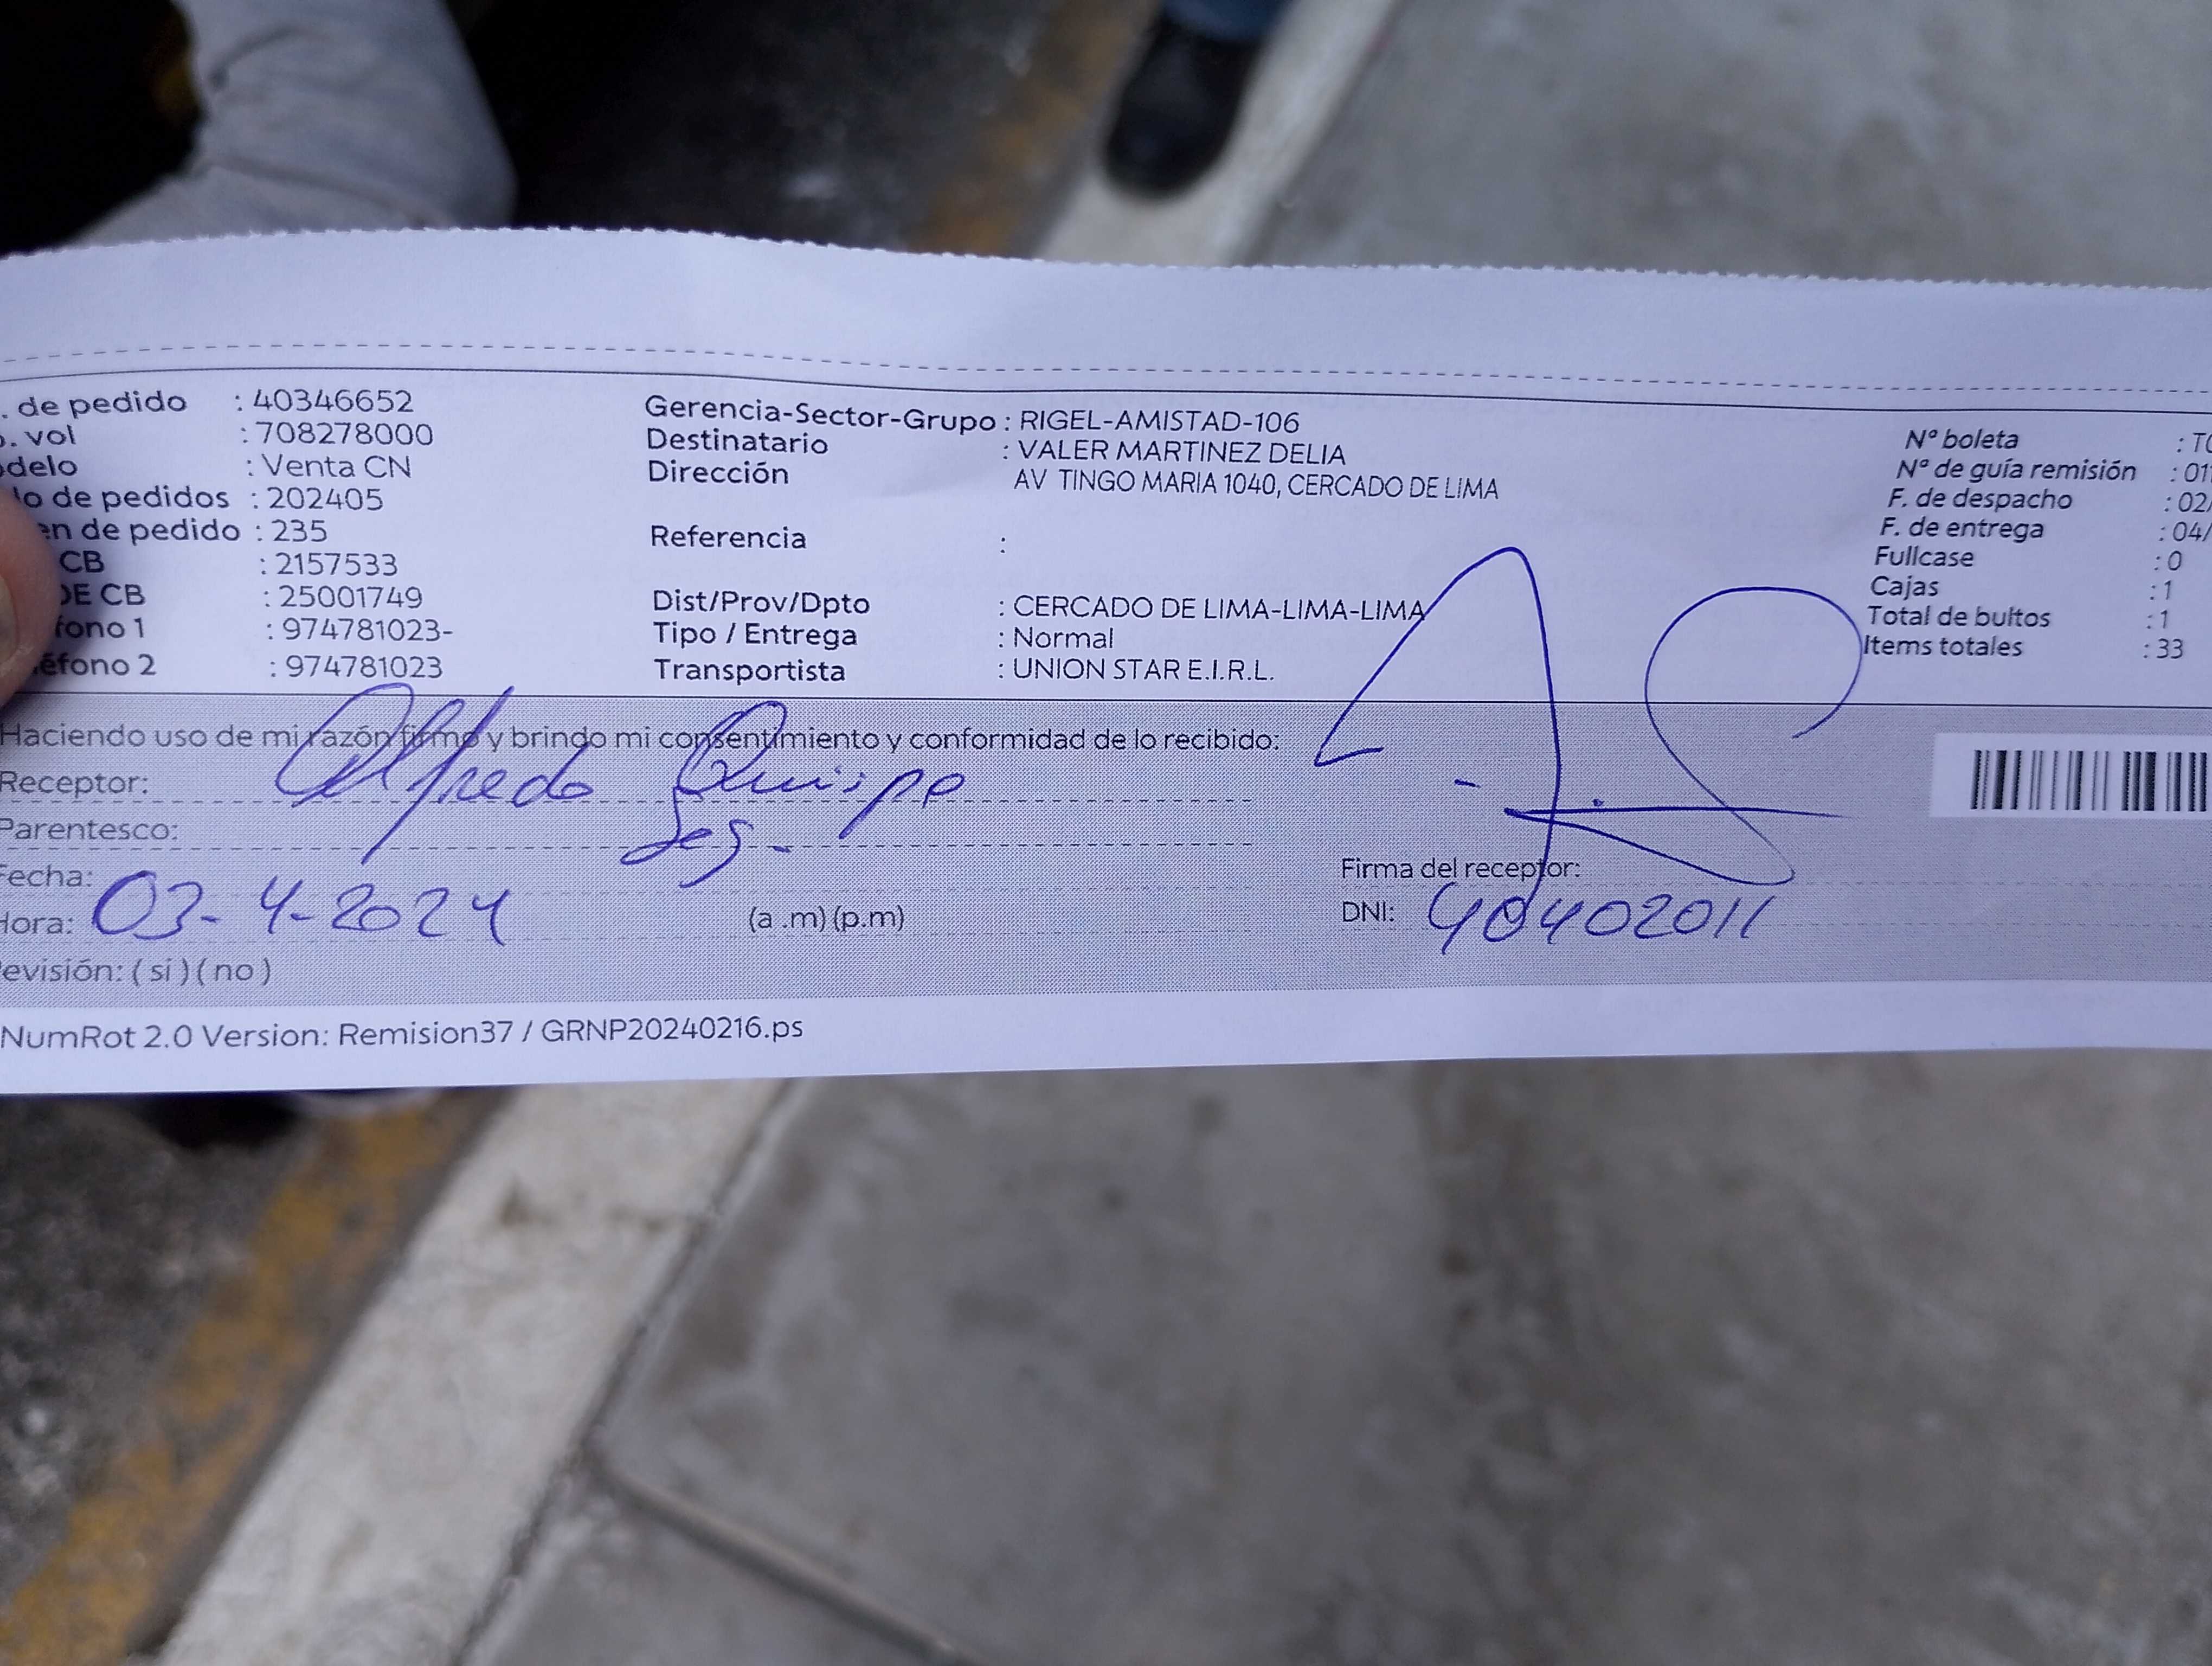 . de pedido : 40346652
. vol : 708278000
delo : Venta CN
lo de pedidos : 202405
en de pedido : 235
CB : 2157533
DE CB : 25001749
fono 1 : 974781023-
éfono 2 : 974781023
Gerencia-Sector-Grupo : RIGEL-AMISTAD-106
Destinatario : VALER MARTINEZ DELIA
Dirección AV TINGO MARIA 1040, CERCADO DE LIMA
Referencia :
Dist/Prov/Dpto : CERCADO DE LIMA-LIMA-LIMA
Tipo / Entrega : Normal
Transportista : UNION STAR E.I.R.L.
N° boleta : T
N° de guía remisión : 01
F. de despacho : 02/
F. de entrega : 04/
Fullcase : 0
Cajas : 1
Total de bultos : 1
Items totales : 33
Haciendo uso de mi razón firmo y brindo mi consentimiento y conformidad de lo recibido:
Receptor: Alfredo Quispe
Parentesco: Seg.
Fecha: 03-4-2024
Hora: (a .m) (p.m)
evisión: ( si ) ( no )
Firma del receptor:
DNI: 40402011
NumRot 2.0 Version: Remision37 / GRNP20240216.ps